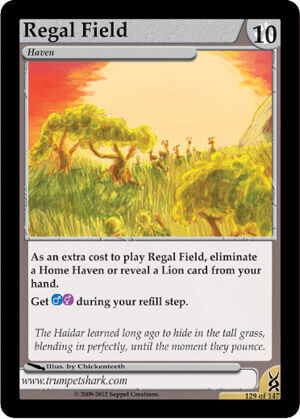 Regal Field
10
Haven
As an extra cost to play Regal Field, eliminate
a Home Haven or reveal a Lion card from your
hand.
Get ♂⚥ during your refill step.
The Haidar learned long ago to hide in the tall grass,
blending in perfectly, until the moment they pounce.
Illus. by Chickenteeth
www.trumpetshark.com
129 of 147
© 2009-2012 Seppel Creations.